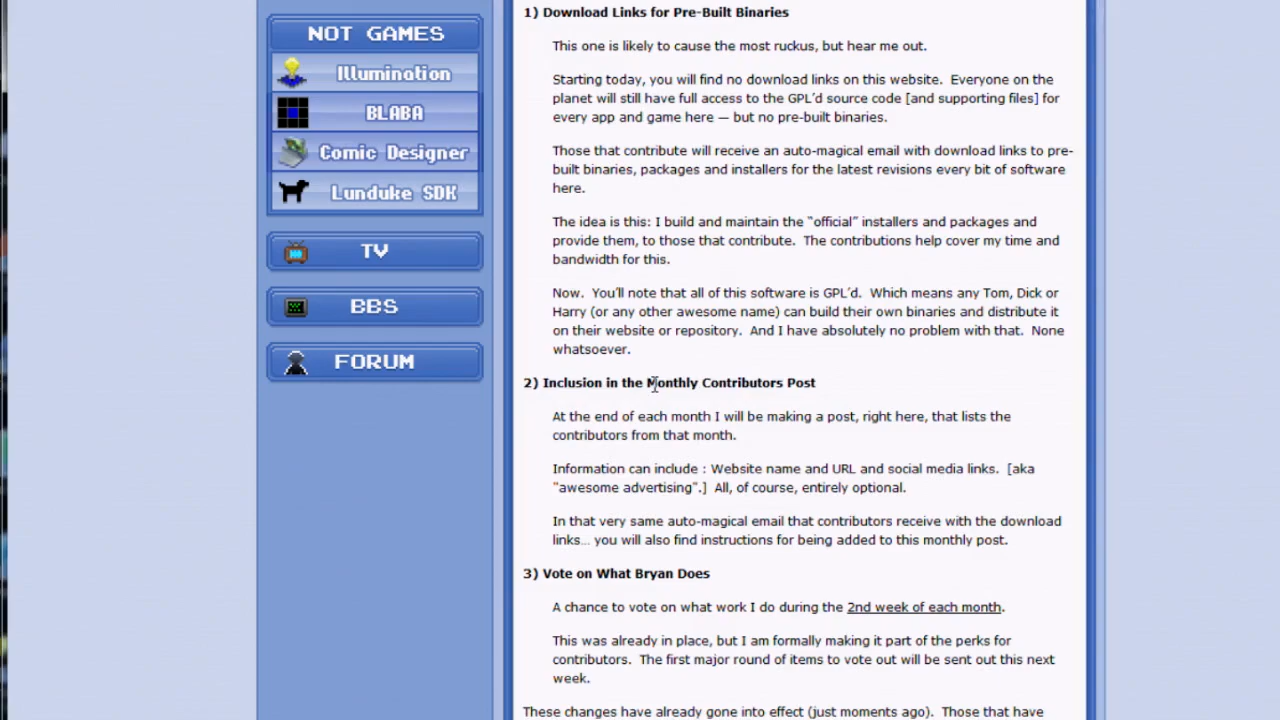 NOT GAMES
Illumination
BLABA
Comic Designer
Lunduke SDK
TV
BBS
FORUM
1) Download Links for Pre-Built Binaries
This one is likely to cause the most ruckus, but hear me out.
Starting today, you will find no download links on this website.  Everyone on the
planet will still have full access to the GPL'd source code [and supporting files] for
every app and game here — but no pre-built binaries.
Those that contribute will receive an auto-magical email with download links to pre-
built binaries, packages and installers for the latest revisions every bit of software
here.
The idea is this: I build and maintain the “official” installers and packages and
provide them, to those that contribute.  The contributions help cover my time and
bandwidth for this.
Now.  You'll note that all of this software is GPL'd.  Which means any Tom, Dick or
Harry (or any other awesome name) can build their own binaries and distribute it
on their website or repository.  And I have absolutely no problem with that.  None
whatsoever.
2) Inclusion in the Monthly Contributors Post
At the end of each month I will be making a post, right here, that lists the
contributors from that month.
Information can include : Website name and URL and social media links.  [aka
"awesome advertising".]  All, of course, entirely optional.
In that very same auto-magical email that contributors receive with the download
links... you will also find instructions for being added to this monthly post.
3) Vote on What Bryan Does
A chance to vote on what work I do during the 2nd week of each month.
This was already in place, but I am formally making it part of the perks for
contributors.  The first major round of items to vote out will be sent out this next
week.
These changes have already gone into effect (just moments ago).  Those that have